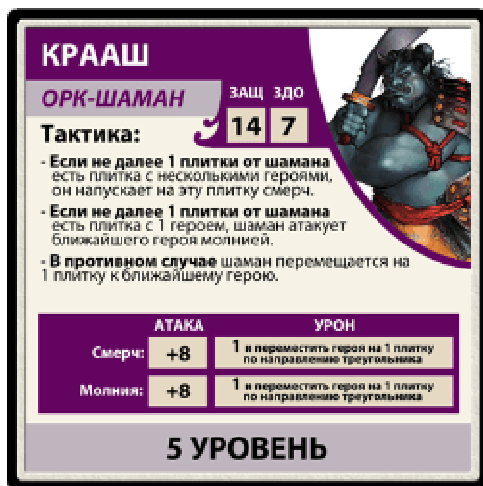 КРААШ
ОРК-ШАМАН
ЗАЩ ЗДО
14 7
Тактика:
- Если не далее 1 плитки от шамана
есть плитка с несколькими героями,
он напускает на эту плитку смерч.
- Если не далее 1 плитки от шамана
есть плитка с 1 героем, шаман атакует
ближайшего героя молнией.
- В противном случае шаман перемещается на
1 плитку к ближайшему герою.
АТАКА УРОН
Смерч: +8 1 и переместить героя на 1 плитку
по направлению треугольника
Молния: +8 1 и переместить героя на 1 плитку
по направлению треугольника
5 УРОВЕНЬ